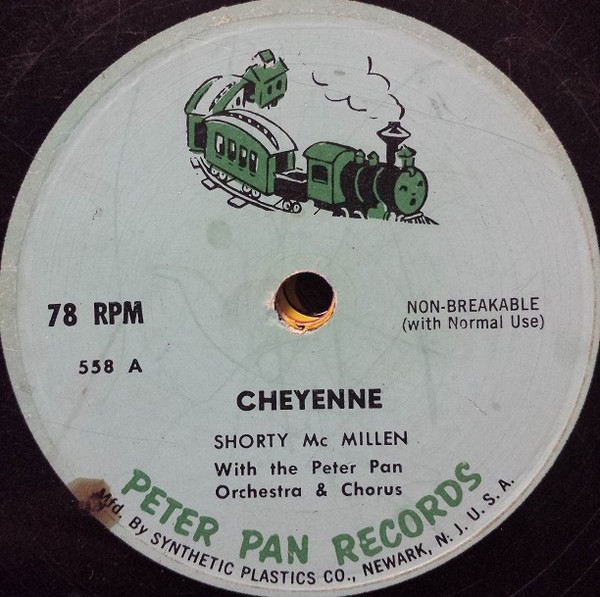 78 RPM
NON-BREAKABLE
(with Normal Use)
558 A
CHEYENNE
SHORTY Mc MILLEN
With the Peter Pan
Orchestra & Chorus
PETER PAN RECORDS
Mfd. By SYNTHETIC PLASTICS CO., NEWARK, N. J. U. S. A.